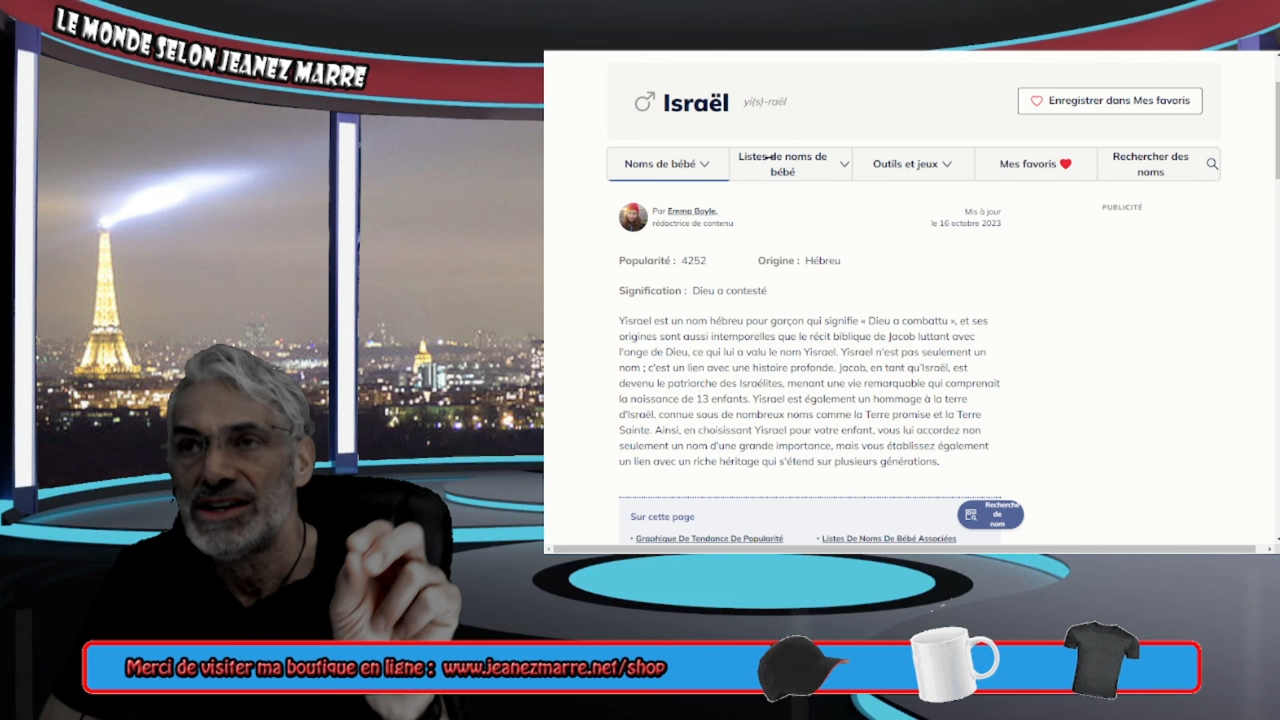 LE MONDE SELON JEANEZ MARRE
Israël yi(s)-raël
Enregistrer dans Mes favoris
Noms de bébé
Listes de noms de
bébé
Outils et jeux
Mes favoris
Rechercher des
noms
Par Emma Boyle,
rédactrice de contenu
Mis à jour
le 16 octobre 2023
PUBLICITÉ
Popularité : 4252 Origine : Hébreu
Signification : Dieu a contesté
Yisrael est un nom hébreu pour garçon qui signifie « Dieu a combattu », et ses
origines sont aussi intemporelles que le récit biblique de Jacob luttant avec
l'ange de Dieu, ce qui lui a valu le nom Yisrael. Yisrael n'est pas seulement un
nom ; c'est un lien avec une histoire profonde. Jacob, en tant qu'Israël, est
devenu le patriarche des Israélites, menant une vie remarquable qui comprenait
la naissance de 13 enfants. Yisrael est également un hommage à la terre
d'Israël, connue sous de nombreux noms comme la Terre promise et la Terre
Sainte. Ainsi, en choisissant Yisrael pour votre enfant, vous lui accordez non
seulement un nom d'une grande importance, mais vous établissez également
un lien avec un riche héritage qui s'étend sur plusieurs générations.
Sur cette page
Recherche
de
nom
• Graphique De Tendance De Popularité
• Listes De Noms De Bébé Associées
Merci de visiter ma boutique en ligne : www.jeanezmarre.net/shop